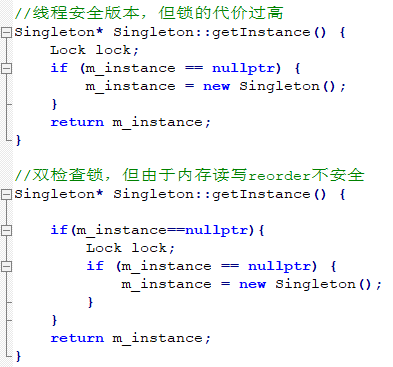 //线程安全版本，但锁的代价过高
Singleton* Singleton::getInstance() {
    Lock lock;
    if (m_instance == nullptr) {
        m_instance = new Singleton();
    }
    return m_instance;
}
//双检查锁，但由于内存读写reorder不安全
Singleton* Singleton::getInstance() {
    if(m_instance==nullptr){
        Lock lock;
        if (m_instance == nullptr) {
            m_instance = new Singleton();
        }
    }
    return m_instance;
}